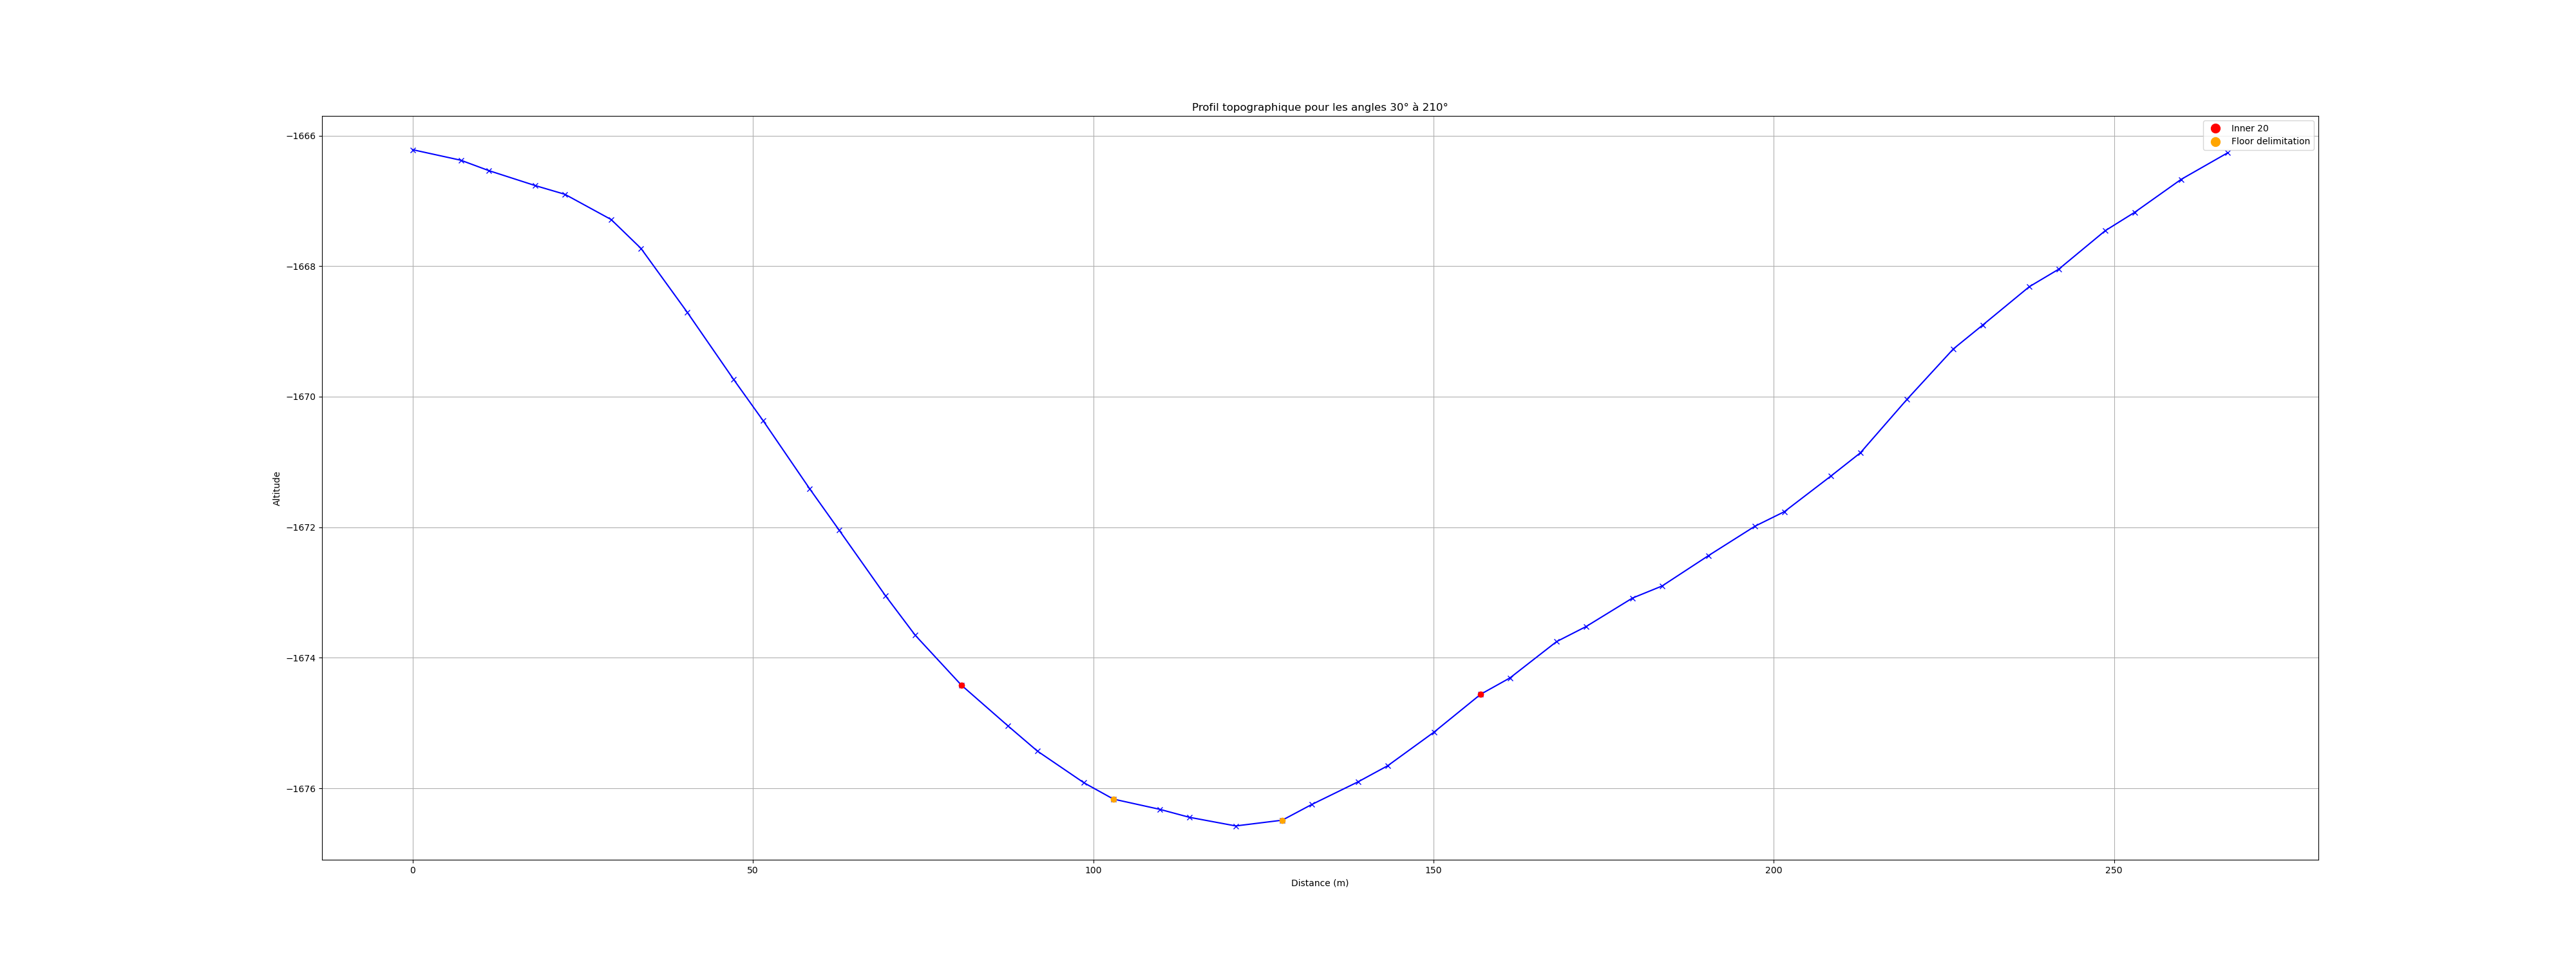 Profil topographique pour les angles 30° à 210°
Inner 20
Floor delimitation
Altitude
−1666
−1668
−1670
−1672
−1674
−1676
0
50
100
150
200
250
Distance (m)